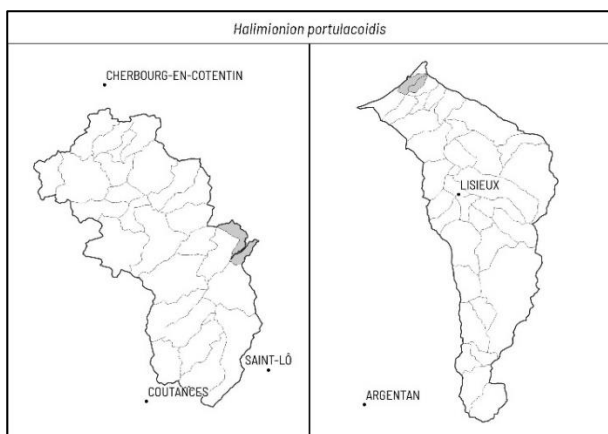 Halimionion portulacoidis
CHERBOURG-EN-COTENTIN
SAINT-LÔ
COUTANCES
LISIEUX
ARGENTAN